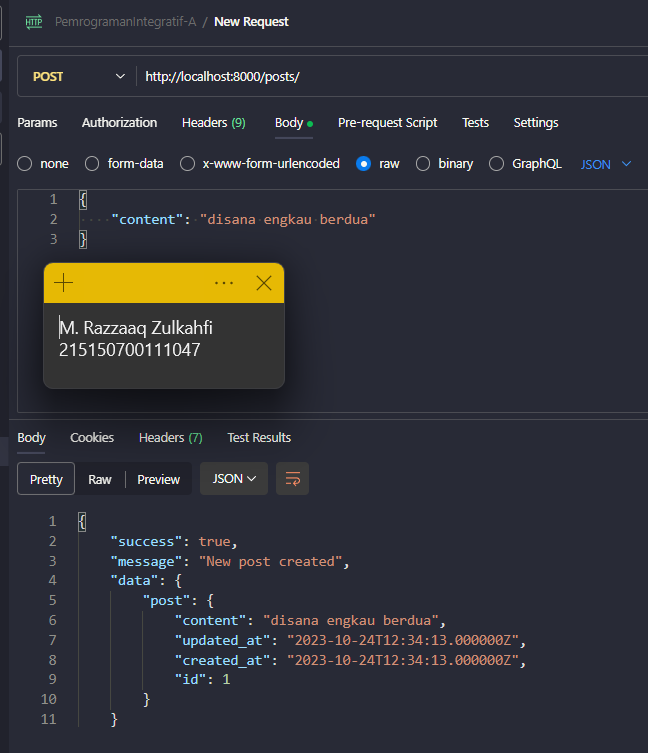 HTTP PemrogramanIntegratif-A / New Request
POST http://localhost:8000/posts/
Params Authorization Headers (9) Body Pre-request Script Tests Settings
none form-data x-www-form-urlencoded raw binary GraphQL JSON
1 {
2 "content": "disana engkau berdua"
3 }
M. Razzaaq Zulkahfi
215150700111047
Body Cookies Headers (7) Test Results
Pretty Raw Preview JSON
1 {
2 "success": true,
3 "message": "New post created",
4 "data": {
5 "post": {
6 "content": "disana engkau berdua",
7 "updated_at": "2023-10-24T12:34:13.000000Z",
8 "created_at": "2023-10-24T12:34:13.000000Z",
9 "id": 1
10 }
11 }